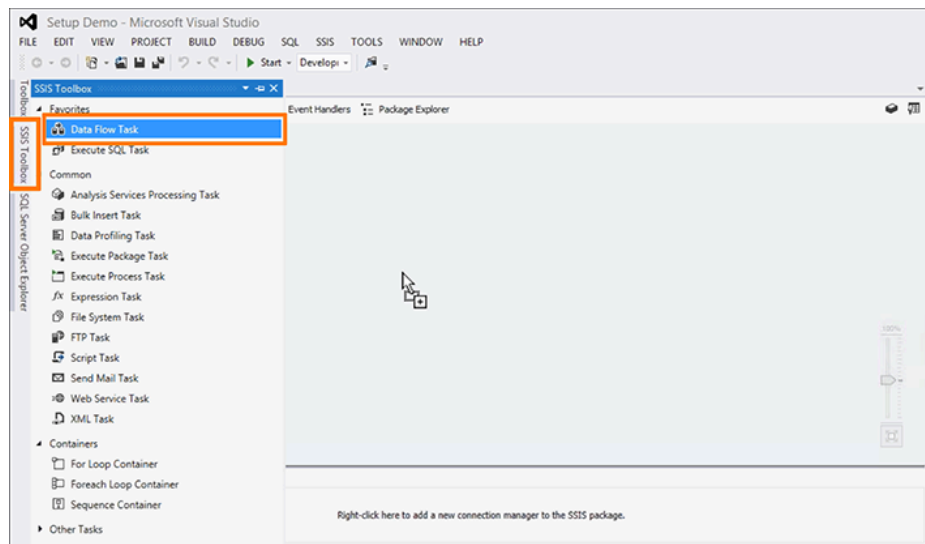 Setup Demo - Microsoft Visual Studio
FILE EDIT VIEW PROJECT BUILD DEBUG SQL SSIS TOOLS WINDOW HELP
Start Develop
Toolbox
SSIS Toolbox
SQL Server Object Explorer
SSIS Toolbox
Event Handlers Package Explorer
Favorites
Data Flow Task
Execute SQL Task
Common
Analysis Services Processing Task
Bulk Insert Task
Data Profiling Task
Execute Package Task
Execute Process Task
fx Expression Task
File System Task
FTP Task
Script Task
Send Mail Task
Web Service Task
XML Task
Containers
For Loop Container
Foreach Loop Container
Sequence Container
Other Tasks
100%
Right-click here to add a new connection manager to the SSIS package.